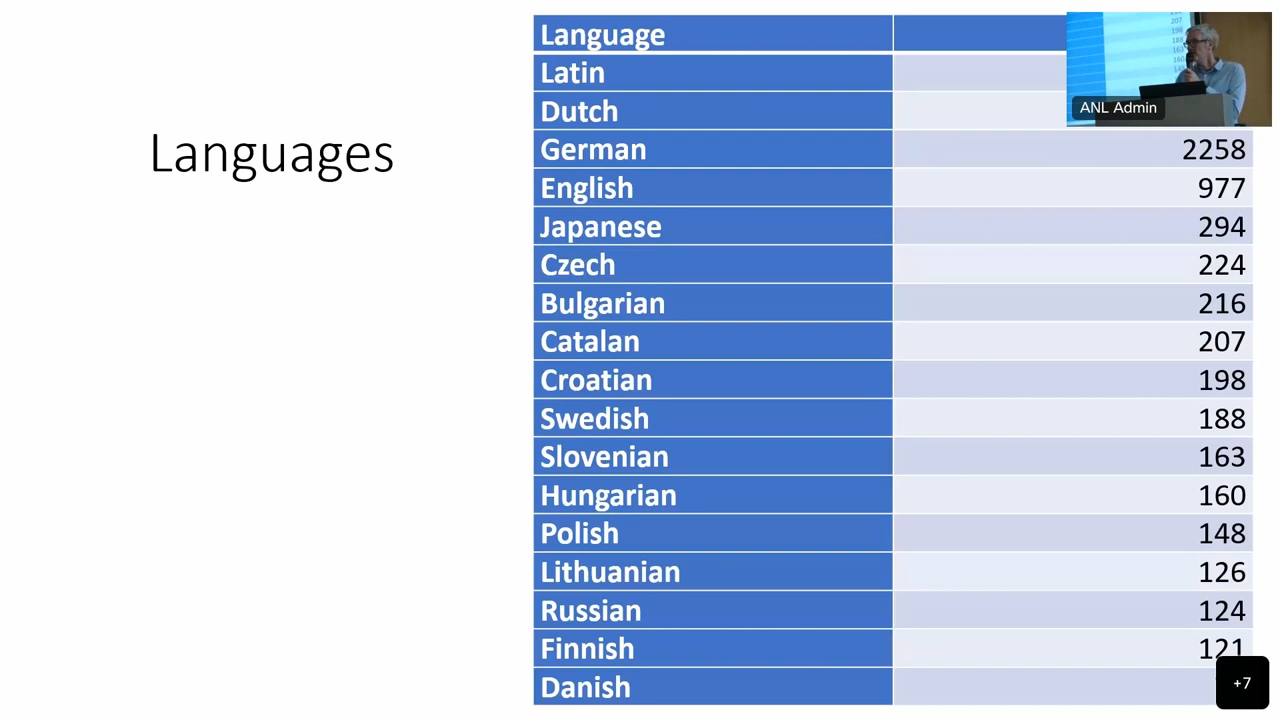 Languages
Language
Latin
Dutch
German 2258
English 977
Japanese 294
Czech 224
Bulgarian 216
Catalan 207
Croatian 198
Swedish 188
Slovenian 163
Hungarian 160
Polish 148
Lithuanian 126
Russian 124
Finnish 121
Danish
ANL Admin
+7